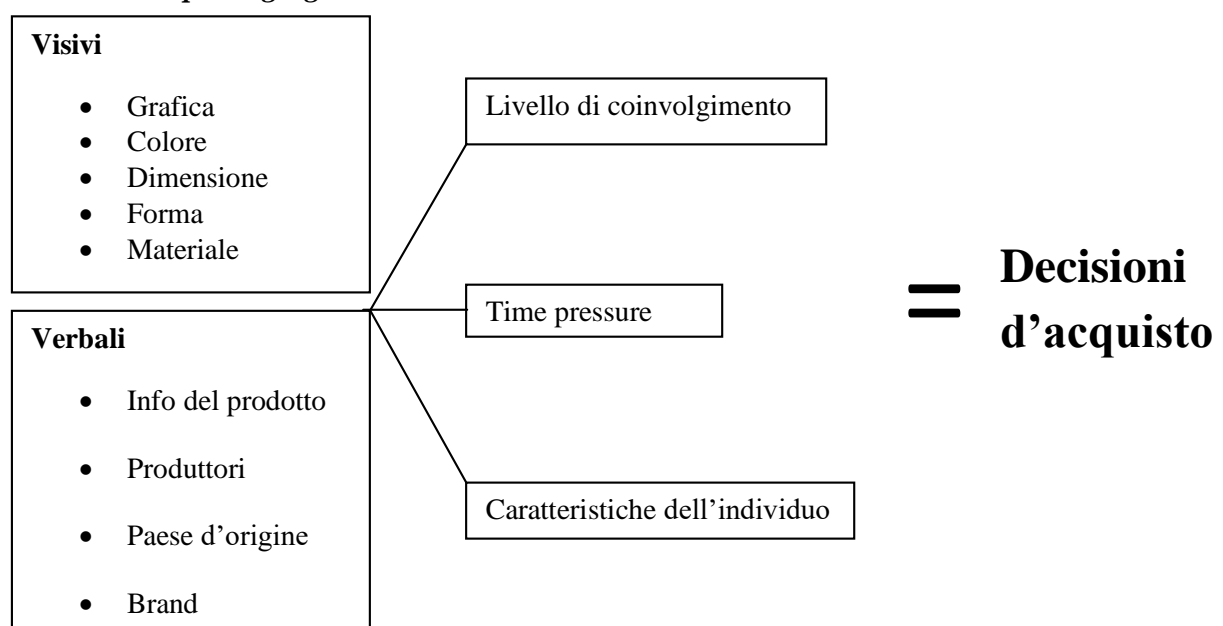 Visivi
• Grafica
• Colore
• Dimensione
• Forma
• Materiale
Verbali
• Info del prodotto
• Produttori
• Paese d'origine
• Brand
Livello di coinvolgimento
Time pressure
Caratteristiche dell'individuo
=
Decisioni
d'acquisto